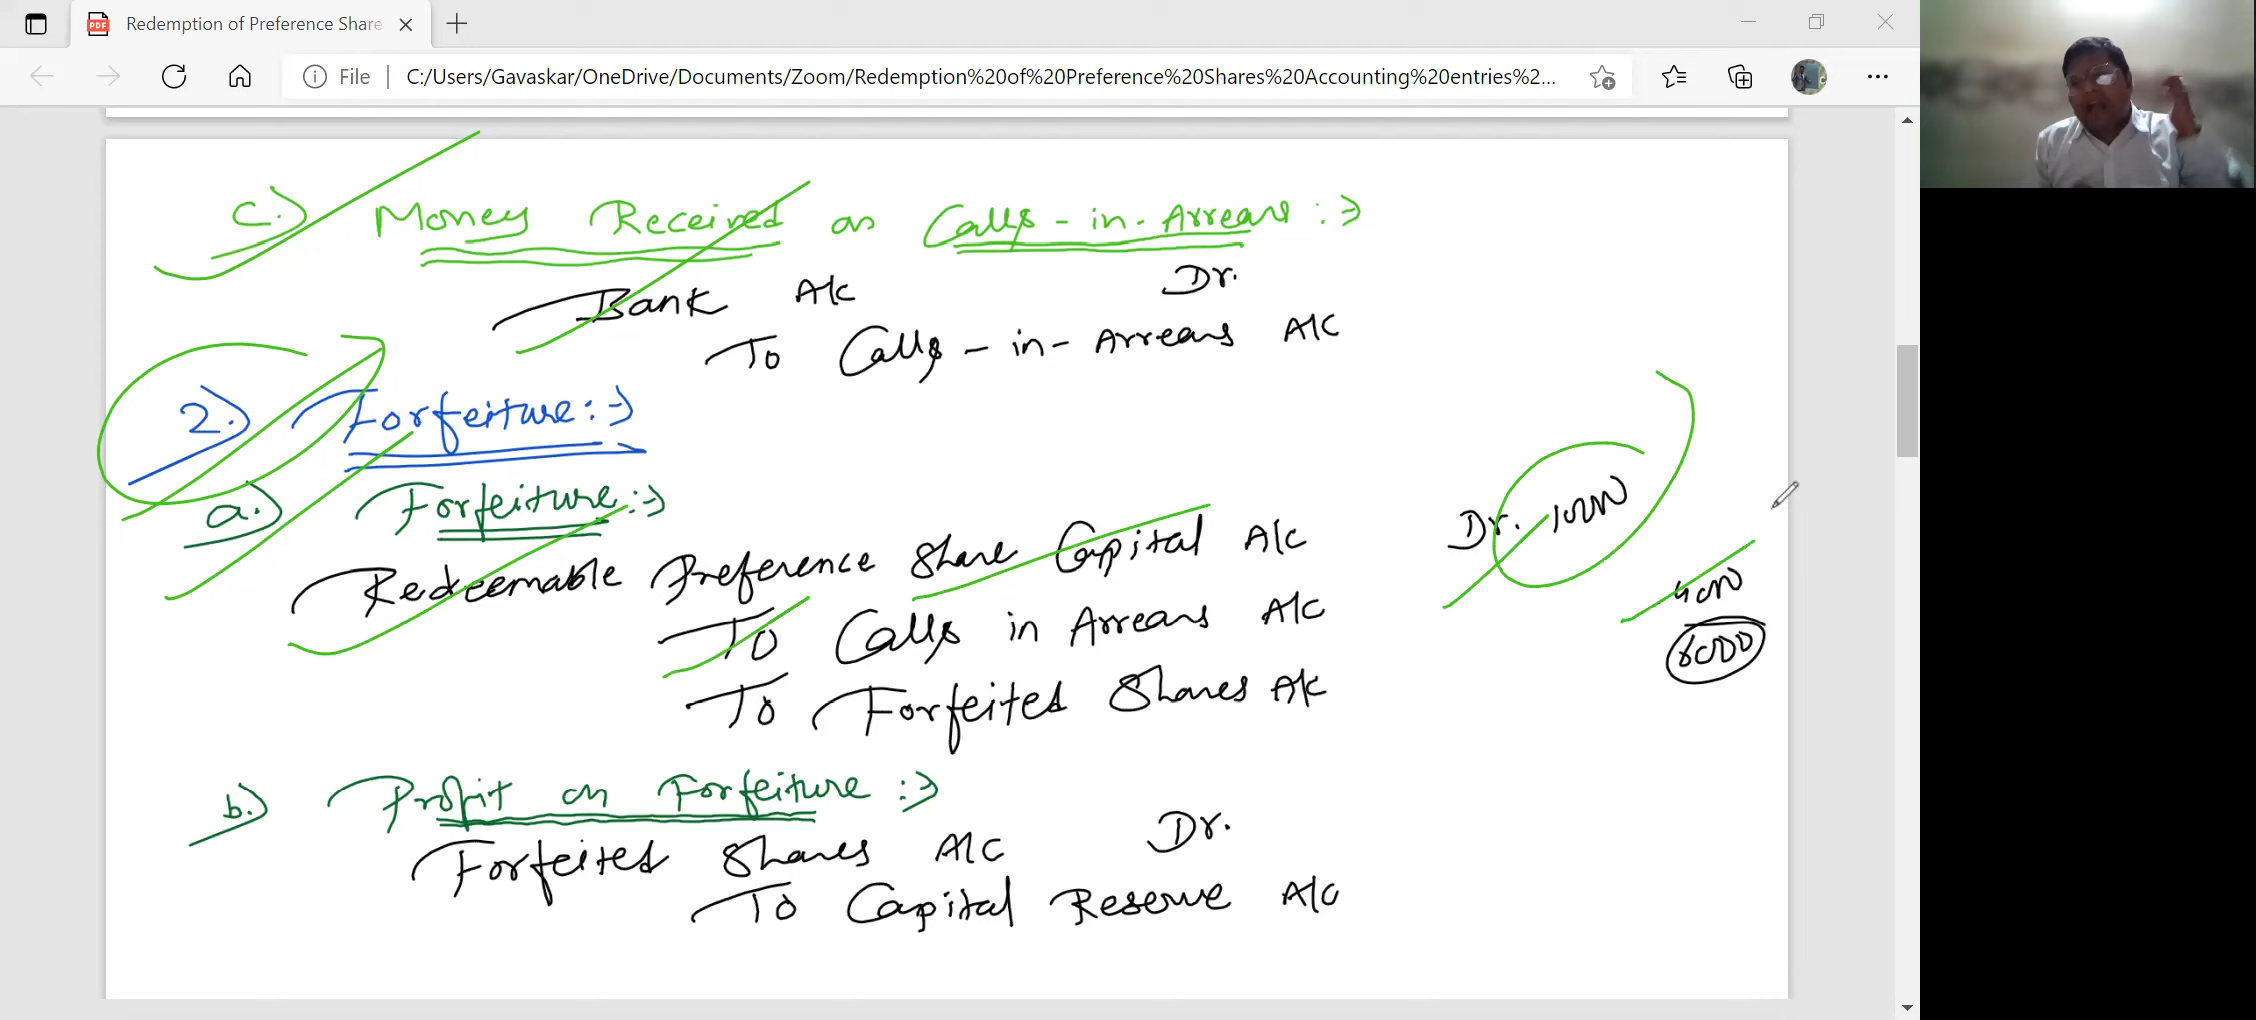 Redemption of Preference Share
File C:/Users/Gavaskar/OneDrive/Documents/Zoom/Redemption%20of%20Preference%20Shares%20Accounting%20entries%2...
c.) Money Received as Calls-in-Arrears :->
Bank A/c Dr.
To Calls-in-Arrears A/c
2.) Forfeiture:->
a.) Forfeiture:->
Redeemable Preference Share Capital A/c Dr. 10000
To Calls in Arrears A/c 4000
To Forfeited Shares A/c 6000
b.) Profit on Forfeiture :->
Forfeited Shares A/c Dr.
To Capital Reserve A/c